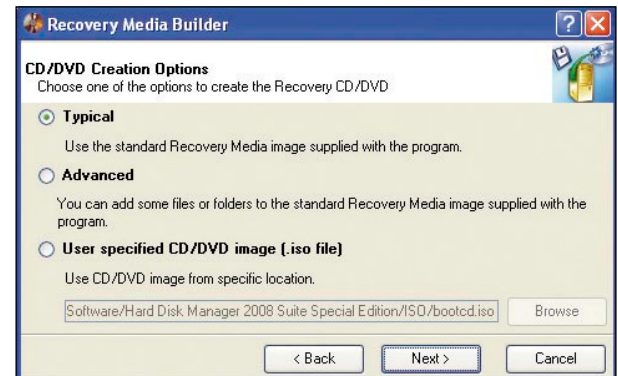 Recovery Media Builder
CD/DVD Creation Options
Choose one of the options to create the Recovery CD/DVD
Typical
Use the standard Recovery Media image supplied with the program.
Advanced
You can add some files or folders to the standard Recovery Media image supplied with the
program.
User specified CD/DVD image (.iso file)
Use CD/DVD image from specific location.
Software/Hard Disk Manager 2008 Suite Special Edition/ISO/bootcd.iso Browse
< Back Next > Cancel